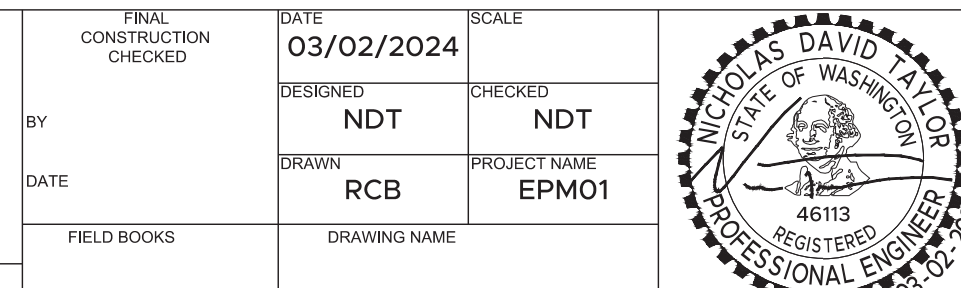 FINAL
CONSTRUCTION
CHECKED
BY
DATE
FIELD BOOKS
DATE
03/02/2024
SCALE
DESIGNED
NDT
CHECKED
NDT
DRAWN
RCB
PROJECT NAME
EPM01
DRAWING NAME
NICHOLAS DAVID TAYLOR
STATE OF WASHINGTON
46113
REGISTERED
PROFESSIONAL ENGINEER